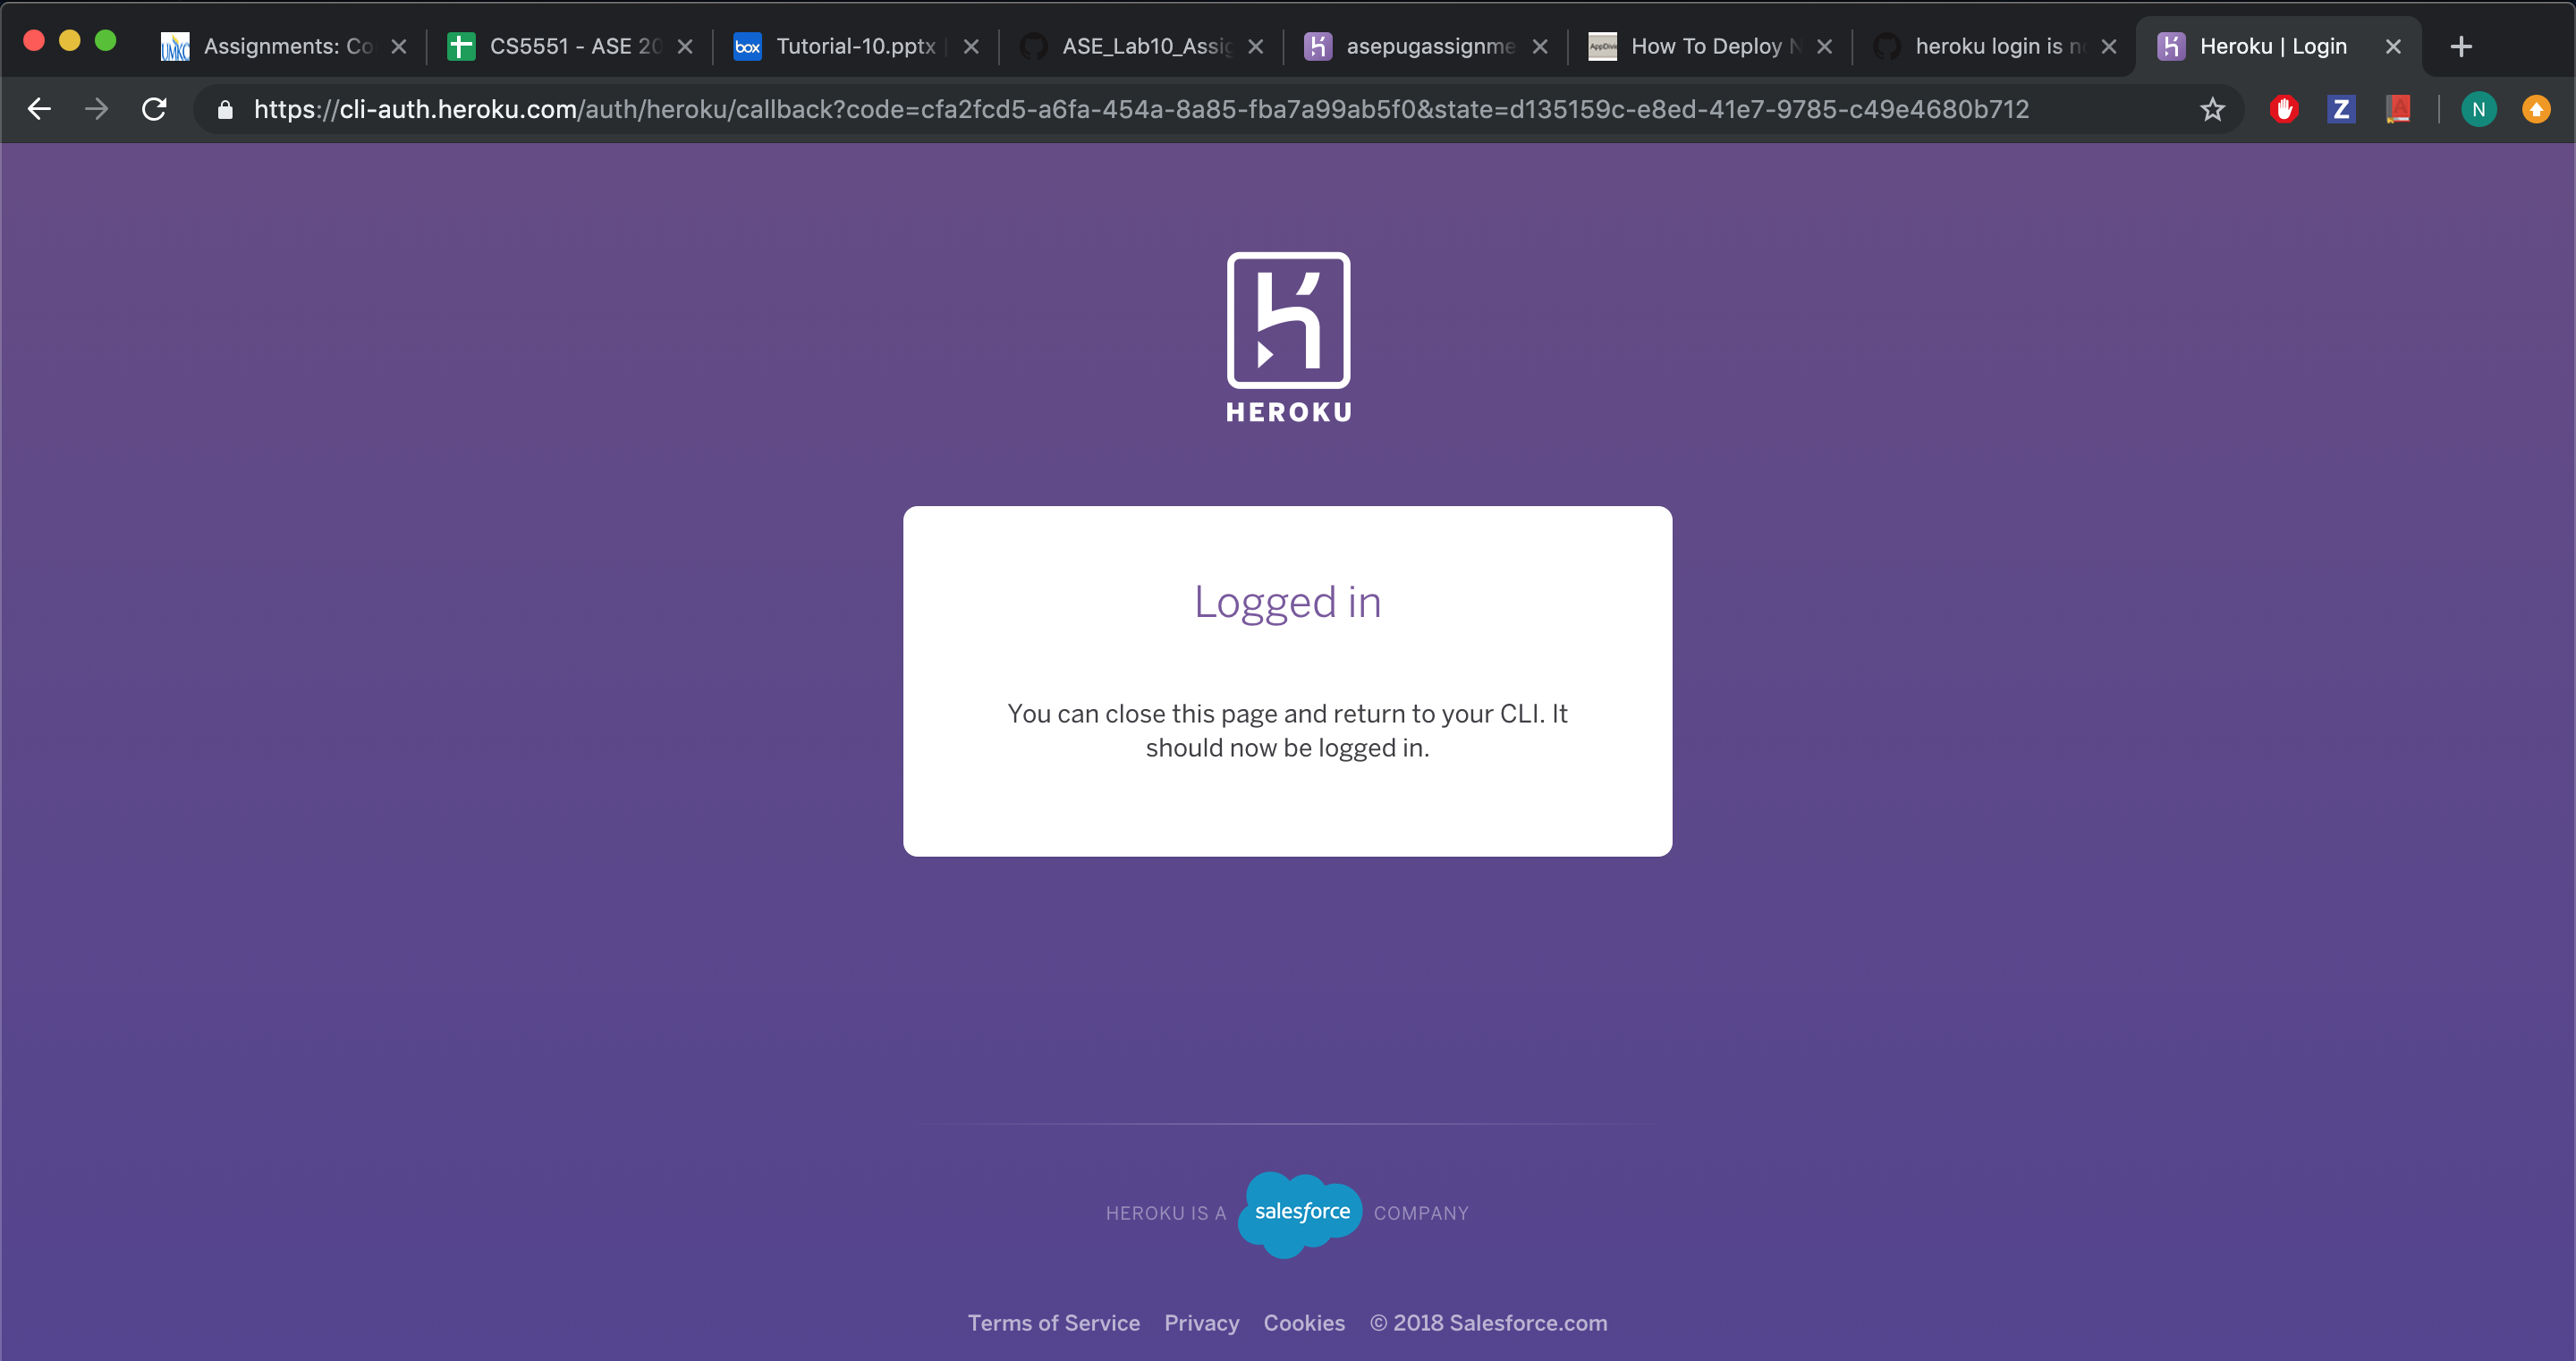 UMKC
Assignments: Co
CS5551 - ASE 20
box
Tutorial-10.pptx
ASE_Lab10_Assig
asepugassignme
AppDivi
How To Deploy N
heroku login is no
Heroku | Login
https://cli-auth.heroku.com/auth/heroku/callback?code=cfa2fcd5-a6fa-454a-8a85-fba7a99ab5f0&state=d135159c-e8ed-41e7-9785-c49e4680b712
Z
A
N
HEROKU
Logged in
You can close this page and return to your CLI. It
should now be logged in.
HEROKU IS A salesforce COMPANY
Terms of Service Privacy Cookies © 2018 Salesforce.com